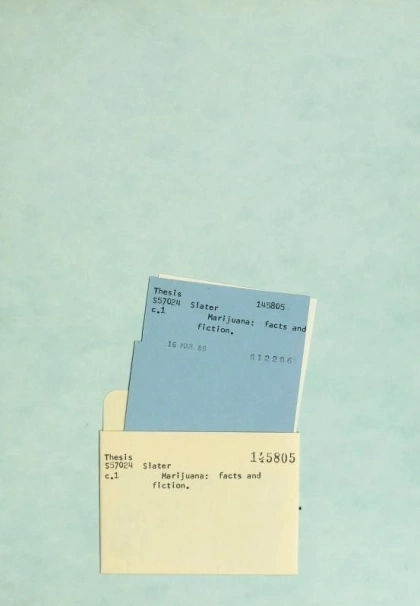 Thesis
S57024 Slater 145805
c.1 Marijuana: facts and
fiction.
16 MAR 86
Thesis 145805
S57024 Slater
c.1 Marijuana: facts and
fiction.